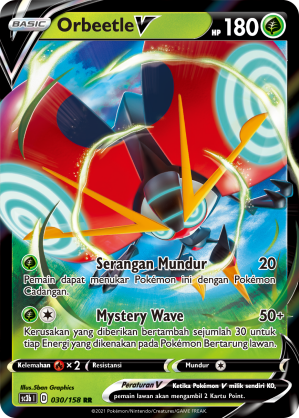 BASIC Orbeetle V HP 180
Serangan Mundur 20
Pemain dapat menukar Pokémon ini dengan Pokémon
Cadangan.
Mystery Wave 50+
Kerusakan yang diberikan bertambah sejumlah 30 untuk
tiap Energy yang dikenakan pada Pokémon Bertarung lawan.
Kelemahan ×2 Resistansi Mundur
Illus.5ban Graphics
Peraturan V Ketika Pokémon V milik sendiri KO,
pemain lawan akan mengambil 2 Kartu Point.
sc3b I D 030/158 RR
©2021 Pokémon/Nintendo/Creatures/GAME FREAK.